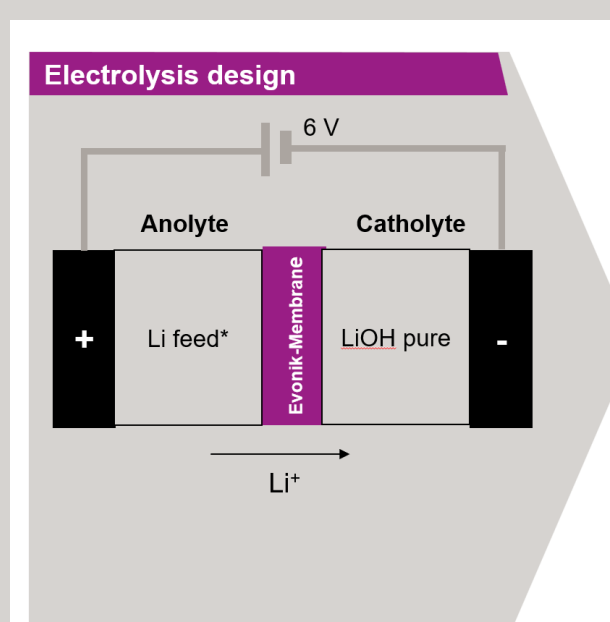 Electrolysis design
6 V
Anolyte
Catholyte
+
Li feed*
Evonik-Membrane
LiOH pure
-
Li⁺